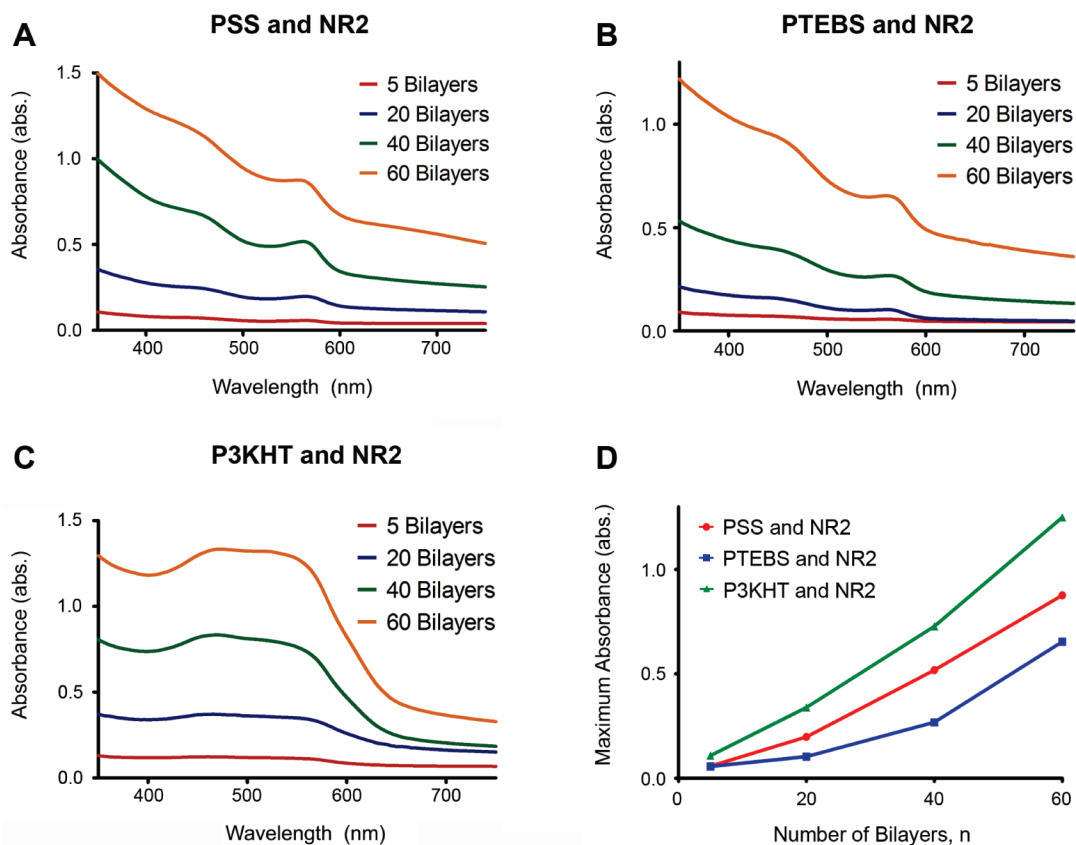 A
PSS and NR2
Absorbance (abs.)
1.5
1.0
0.5
0.0
5 Bilayers
20 Bilayers
40 Bilayers
60 Bilayers
400 500 600 700
Wavelength (nm)
B
PTEBS and NR2
Absorbance (abs.)
1.0
0.5
0.0
5 Bilayers
20 Bilayers
40 Bilayers
60 Bilayers
400 500 600 700
Wavelength (nm)
C
P3KHT and NR2
Absorbance (abs.)
1.5
1.0
0.5
0.0
5 Bilayers
20 Bilayers
40 Bilayers
60 Bilayers
400 500 600 700
Wavelength (nm)
D
Maximum Absorbance (abs.)
1.0
0.5
0.0
PSS and NR2
PTEBS and NR2
P3KHT and NR2
0 20 40 60
Number of Bilayers, n